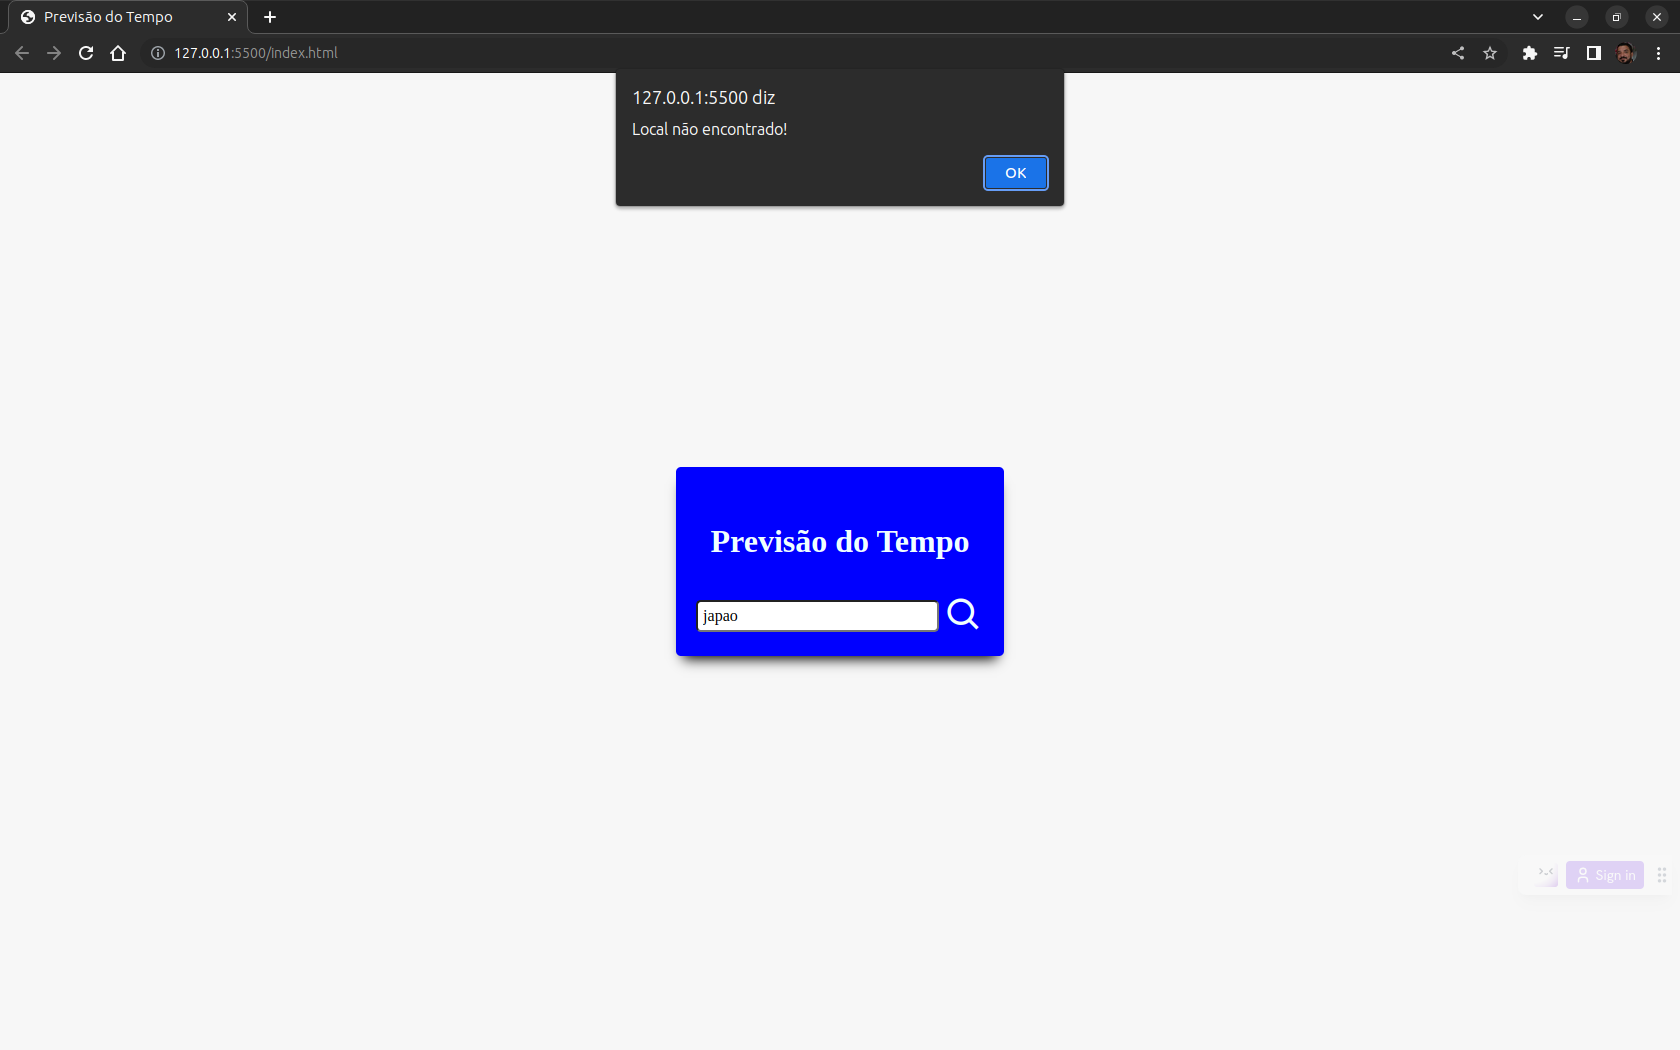 Previsão do Tempo
127.0.0.1:5500/index.html
127.0.0.1:5500 diz
Local não encontrado!
OK
Previsão do Tempo
japao
>-<
Sign in